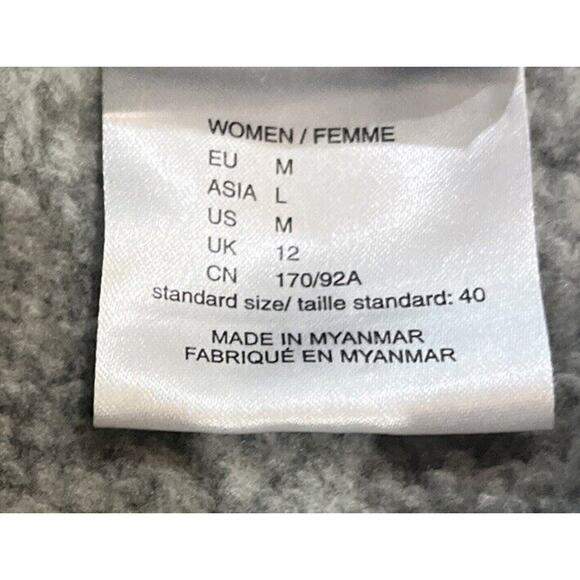 WOMEN / FEMME
EU M
ASIA L
US M
UK 12
CN 170/92A
standard size/ taille standard: 40
MADE IN MYANMAR
FABRIQUÉ EN MYANMAR